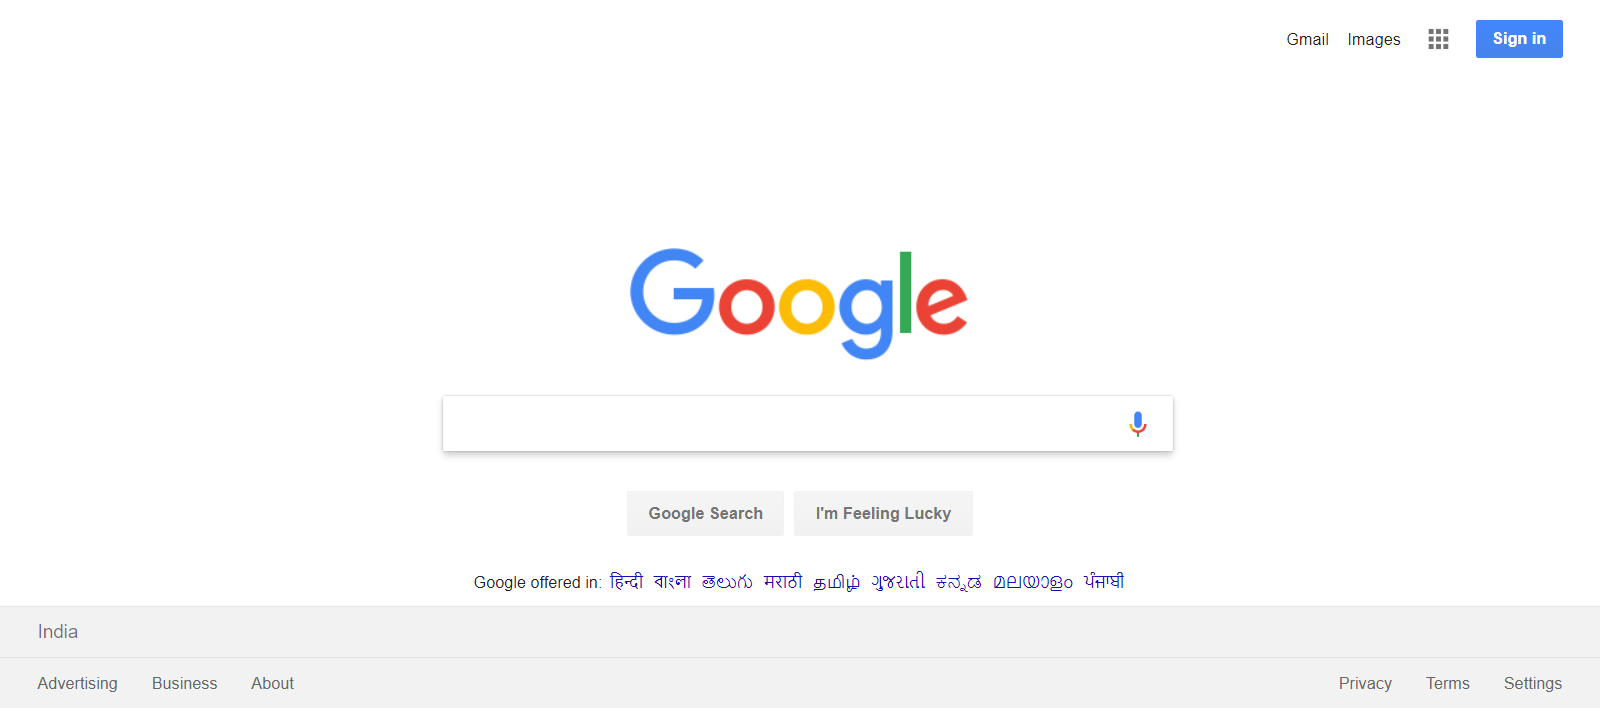 Gmail Images Sign in
Google
Google Search I'm Feeling Lucky
Google offered in: हिन्दी বাংলা తెలుగు मराठी தமிழ் ગુજરાતી ಕನ್ನಡ മലയാളം ਪੰਜਾਬੀ
India
Advertising Business About Privacy Terms Settings